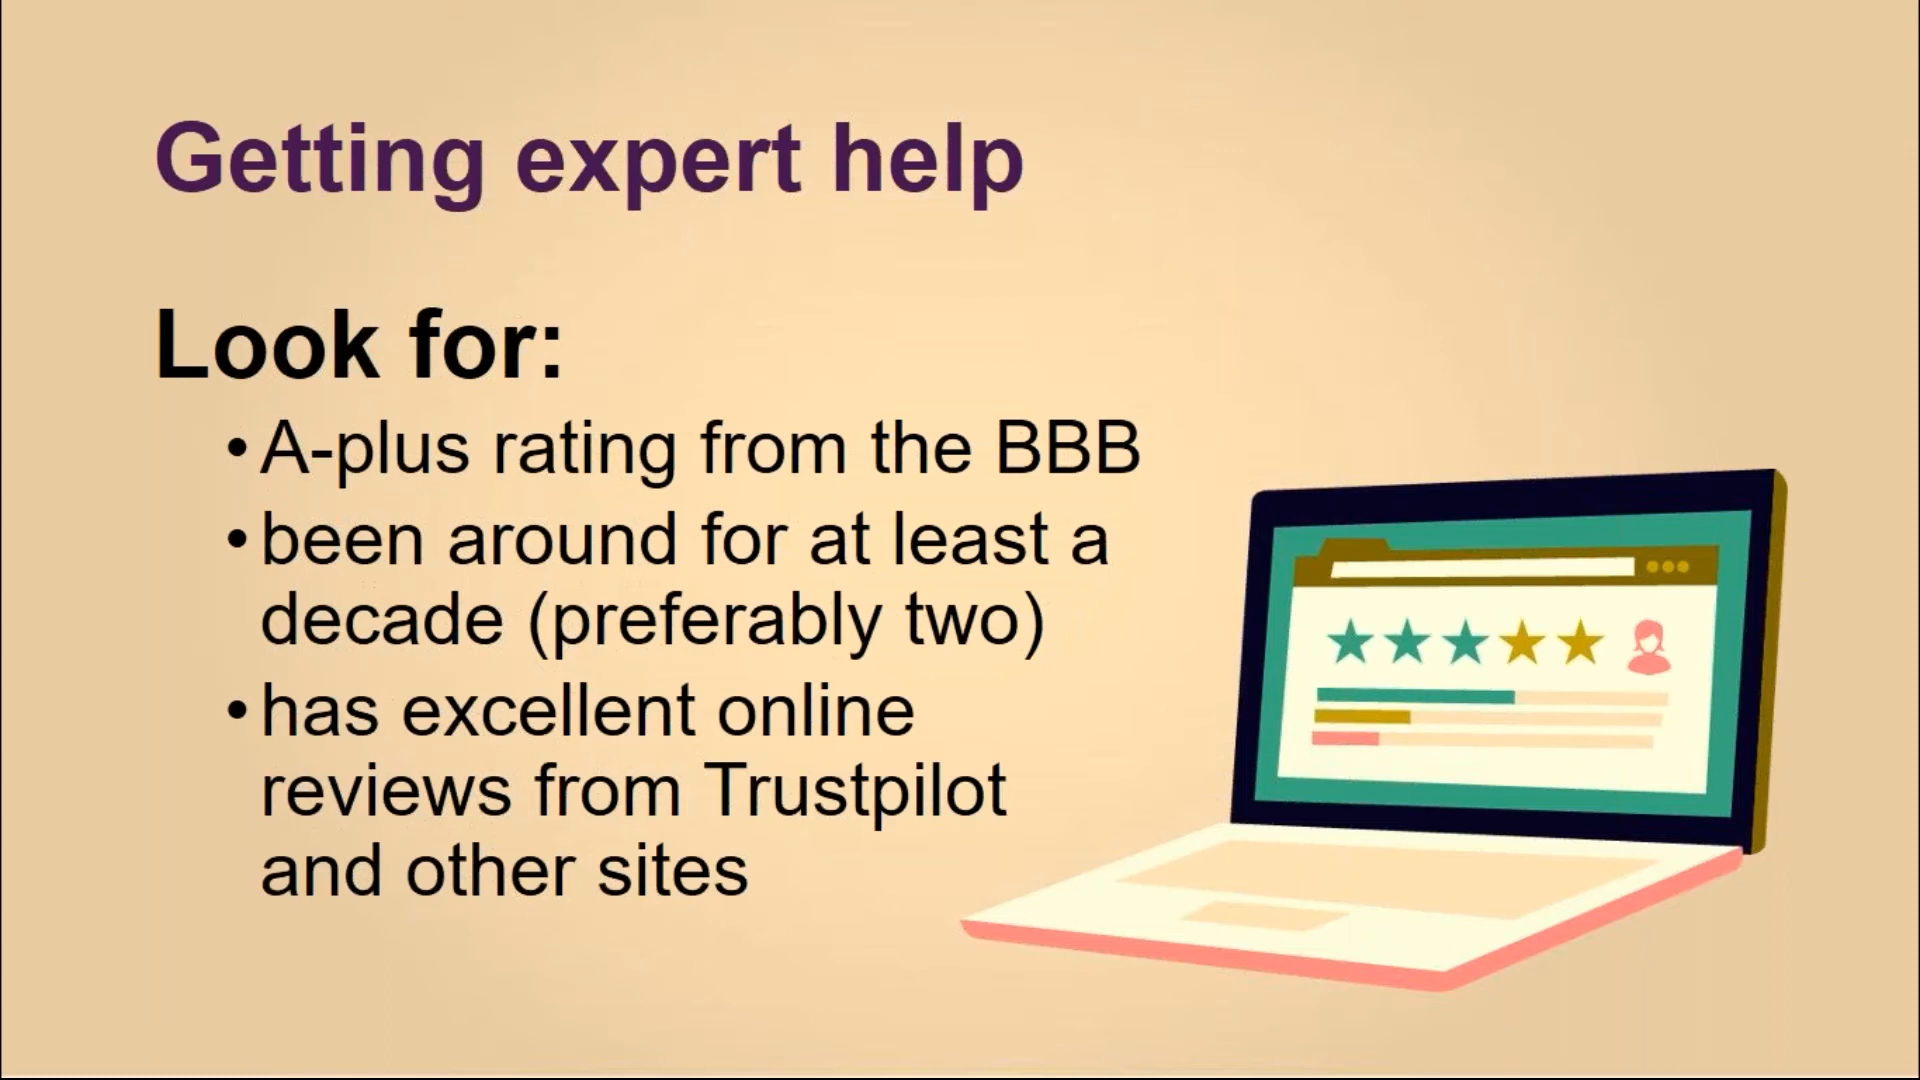 Getting expert help
Look for:
• A-plus rating from the BBB
• been around for at least a
decade (preferably two)
• has excellent online
reviews from Trustpilot
and other sites